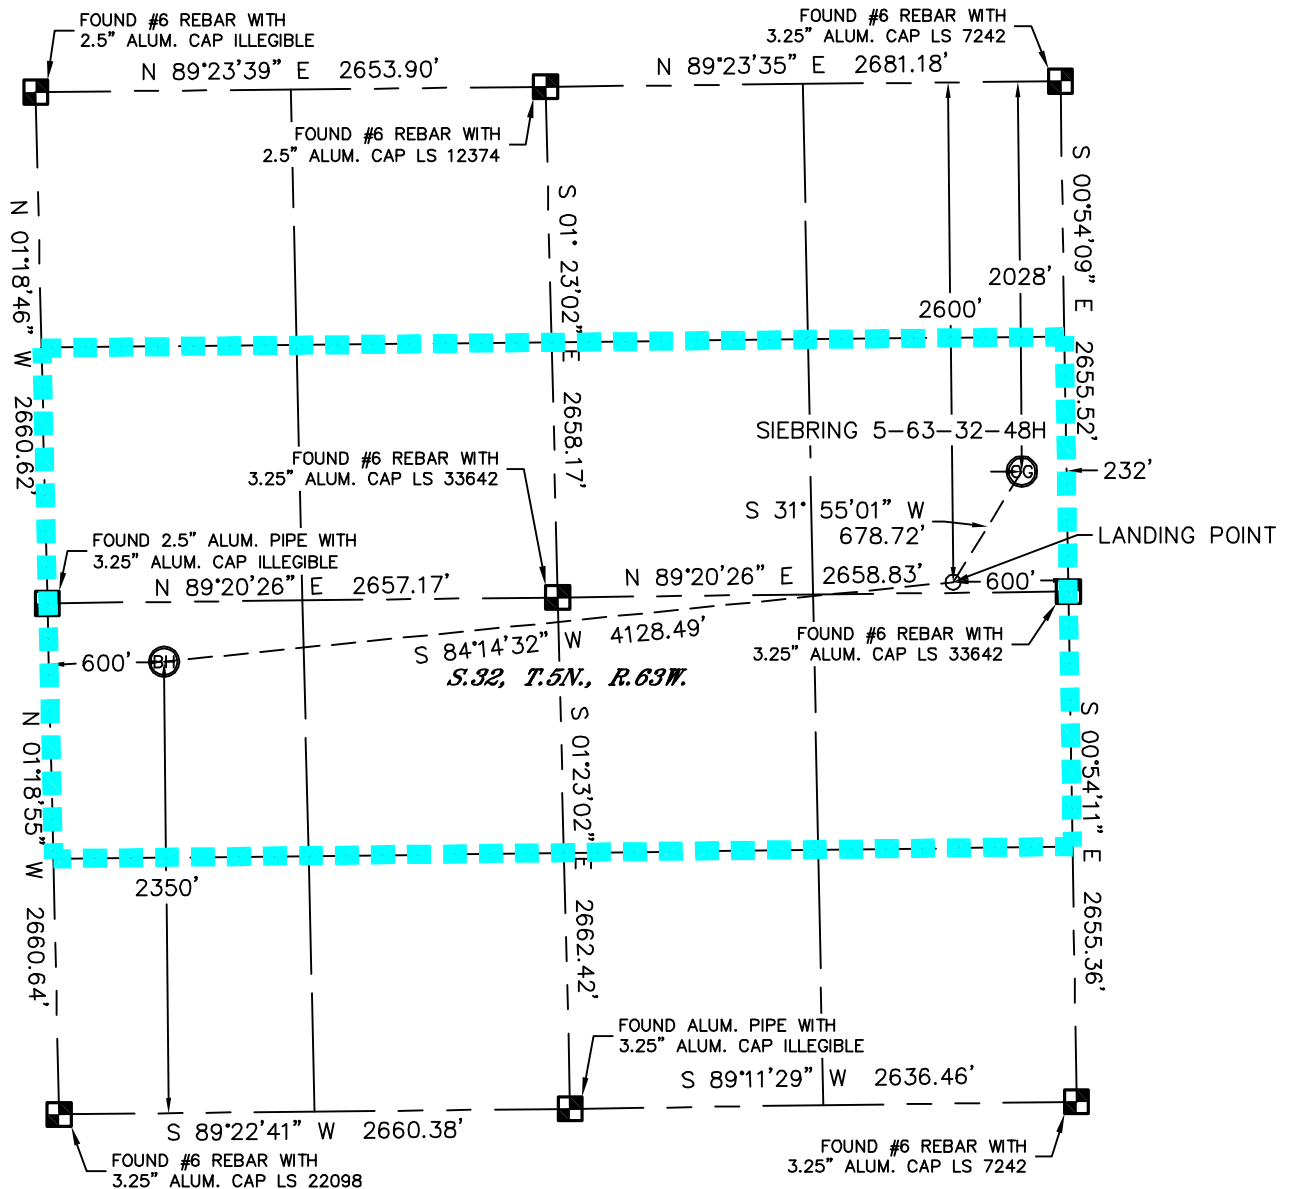 FOUND #6 REBAR WITH
2.5" ALUM. CAP ILLEGIBLE
FOUND #6 REBAR WITH
3.25" ALUM. CAP LS 7242
N 89°23'39" E 2653.90'
N 89°23'35" E 2681.18'
FOUND #6 REBAR WITH
2.5" ALUM. CAP LS 12374
N 01°18'46" W 2660.62'
S 01° 23'02" E 2658.17'
S 00°54'09" E 2655.52'
2028'
2600'
SIEBRING 5-63-32-48H
FOUND #6 REBAR WITH
3.25" ALUM. CAP LS 33642
OG
232'
S 31° 55'01" W
678.72'
LANDING POINT
FOUND 2.5" ALUM. PIPE WITH
3.25" ALUM. CAP ILLEGIBLE
N 89°20'26" E 2657.17'
N 89°20'26" E 2658.83'
600'
FOUND #6 REBAR WITH
3.25" ALUM. CAP LS 33642
S 84°14'32" W 4128.49'
600'
BH
S.32, T.5N., R.63W.
N 01°18'55" W 2660.64'
S 01°23'02" E 2662.42'
S 00°54'11" E 2655.36'
2350'
FOUND ALUM. PIPE WITH
3.25" ALUM. CAP ILLEGIBLE
S 89°11'29" W 2636.46'
S 89°22'41" W 2660.38'
FOUND #6 REBAR WITH
3.25" ALUM. CAP LS 22098
FOUND #6 REBAR WITH
3.25" ALUM. CAP LS 7242